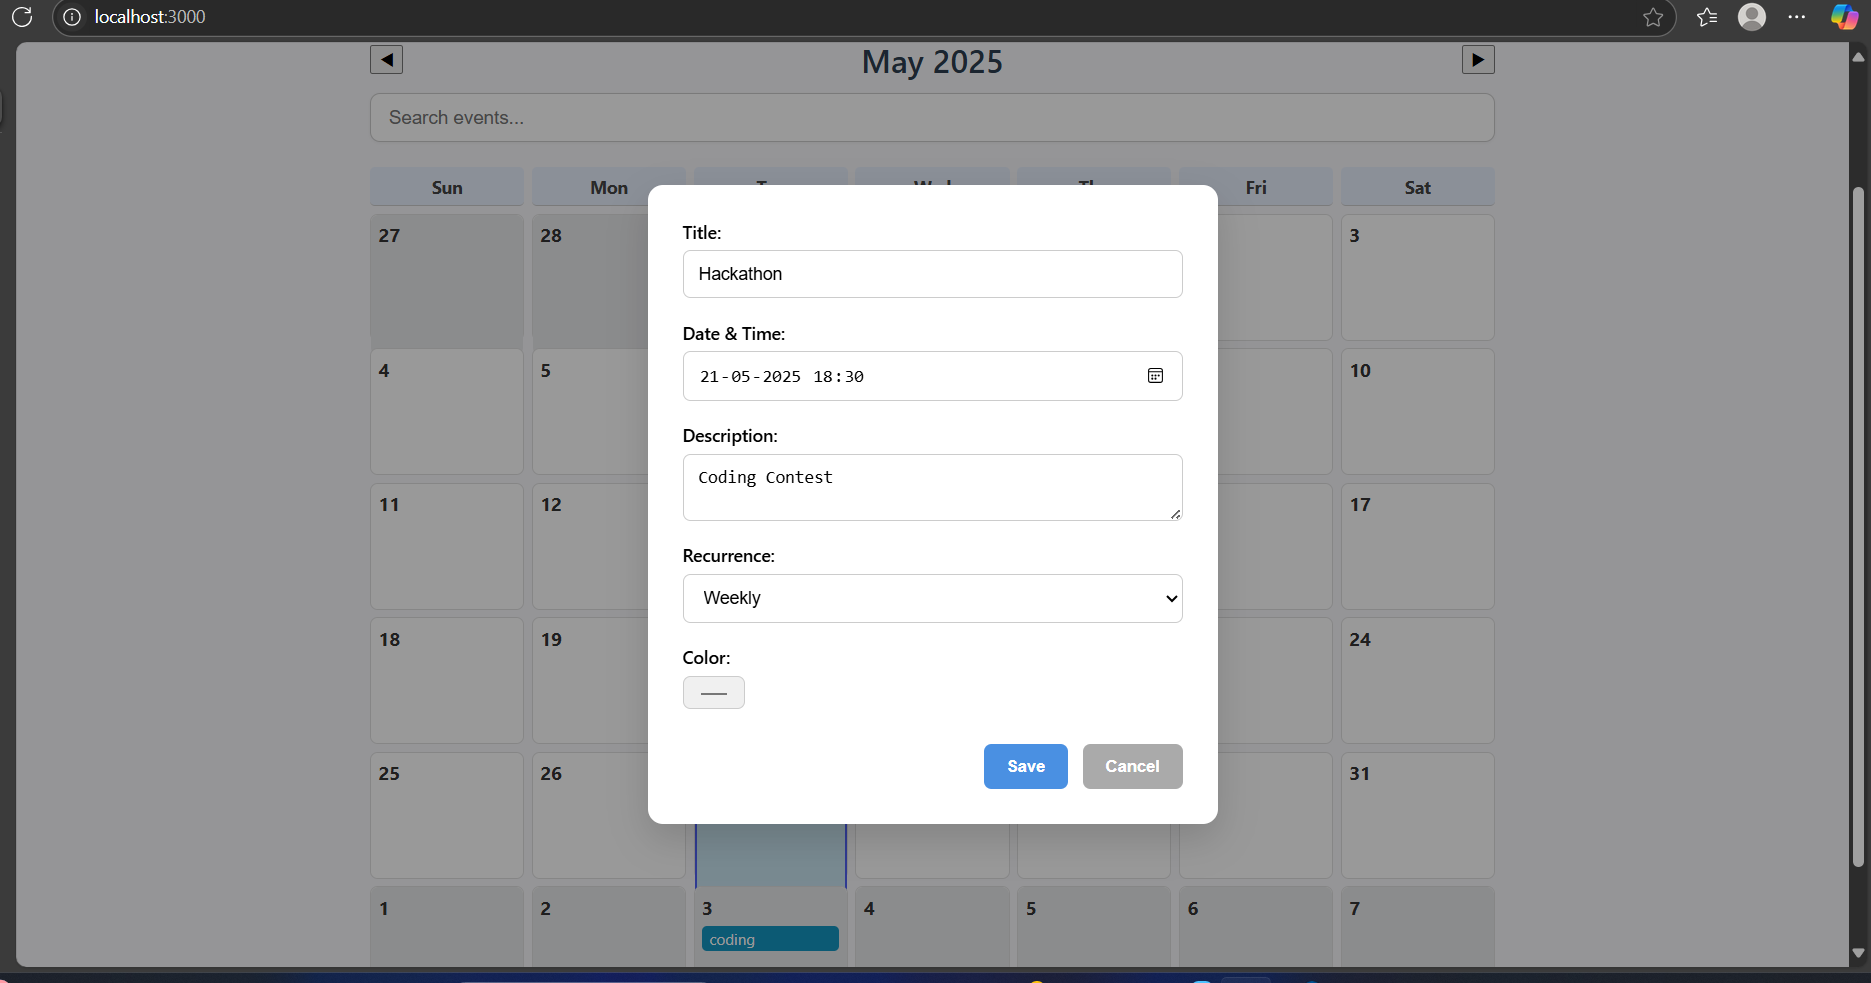 localhost:3000
May 2025
Search events...
Sun Mon Fri Sat
27 28 3
4 5 10
11 12 17
18 19 24
25 26 31
Title:
Hackathon
Date & Time:
21-05-2025 18:30
Description:
Coding Contest
Recurrence:
Weekly
Color:
Save Cancel
1 2 3 4 5 6 7
coding